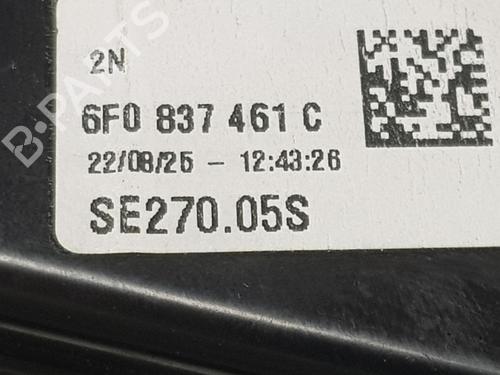 2N
6F0 837 461 C
22/08/25 - 12:43:26
SE270.05S
B-PARTS